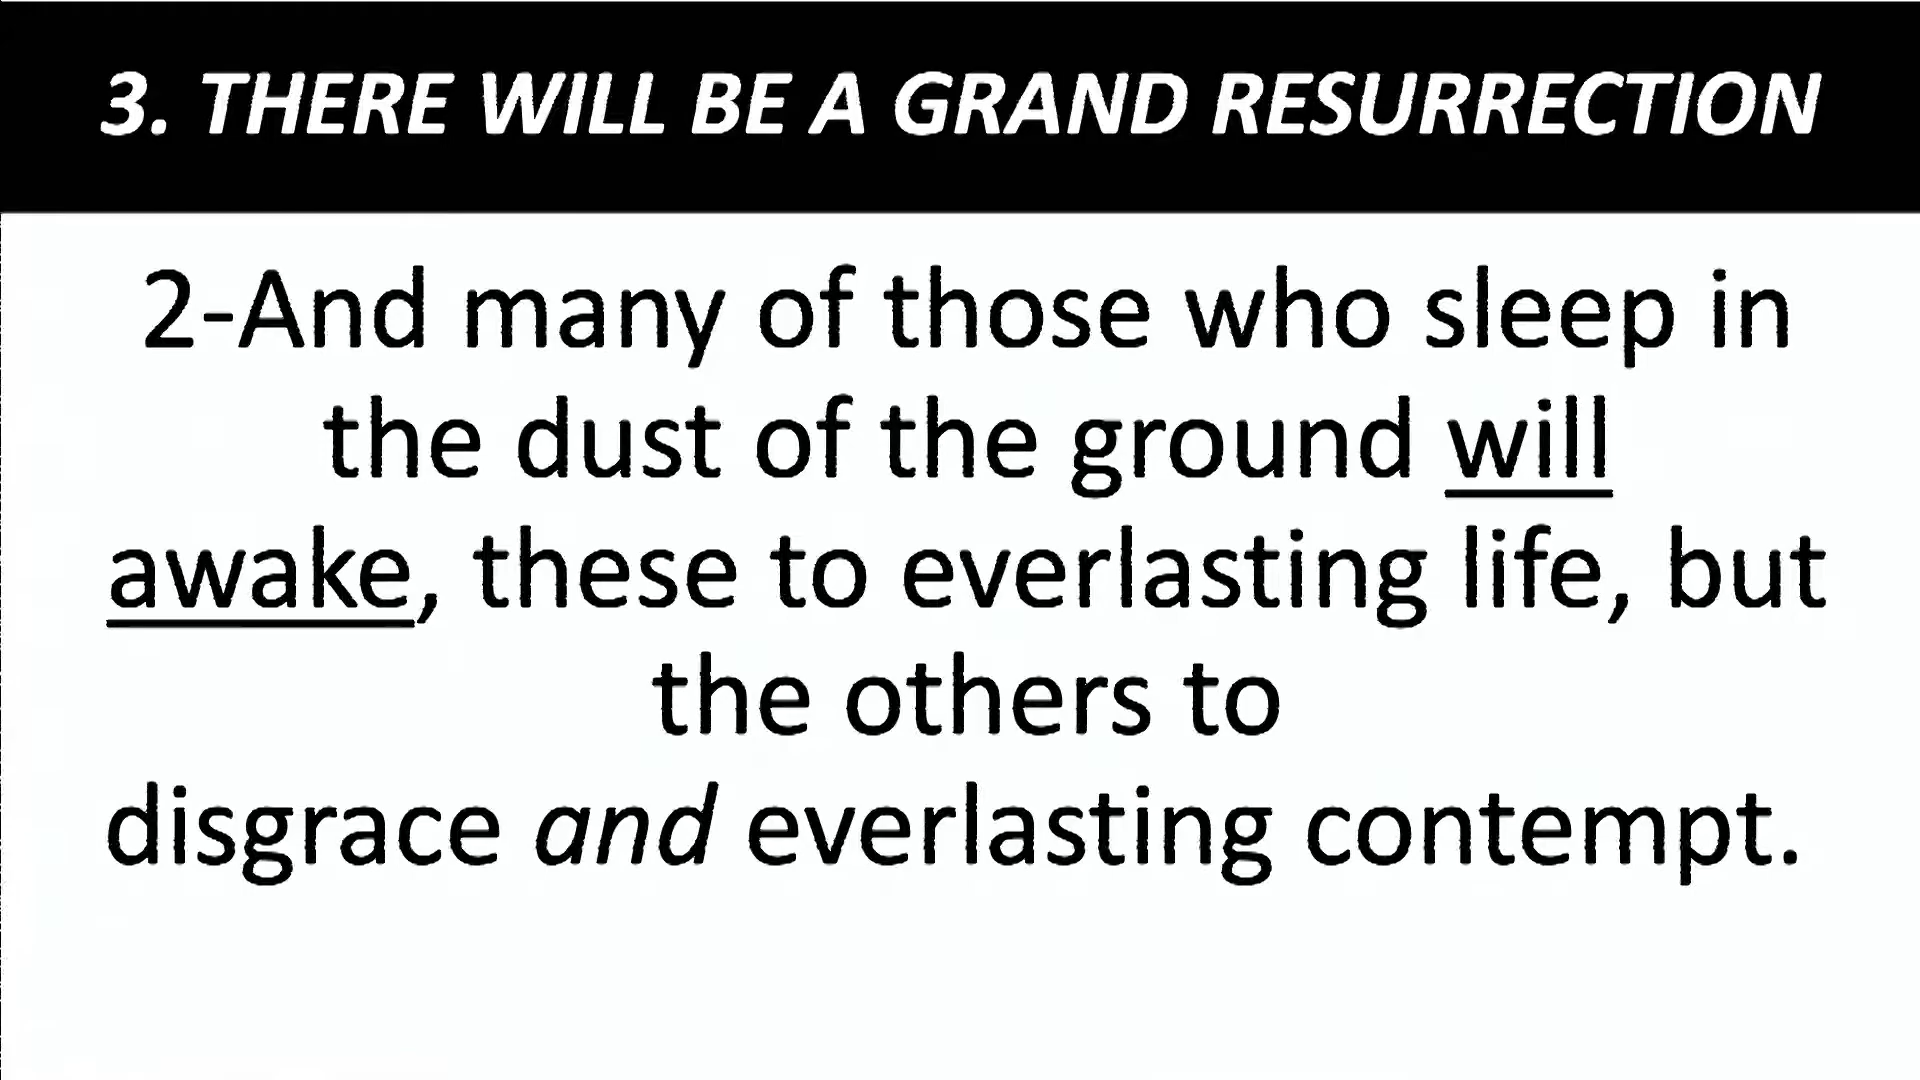 3. THERE WILL BE A GRAND RESURRECTION
2-And many of those who sleep in
the dust of the ground will
awake, these to everlasting life, but
the others to
disgrace and everlasting contempt.